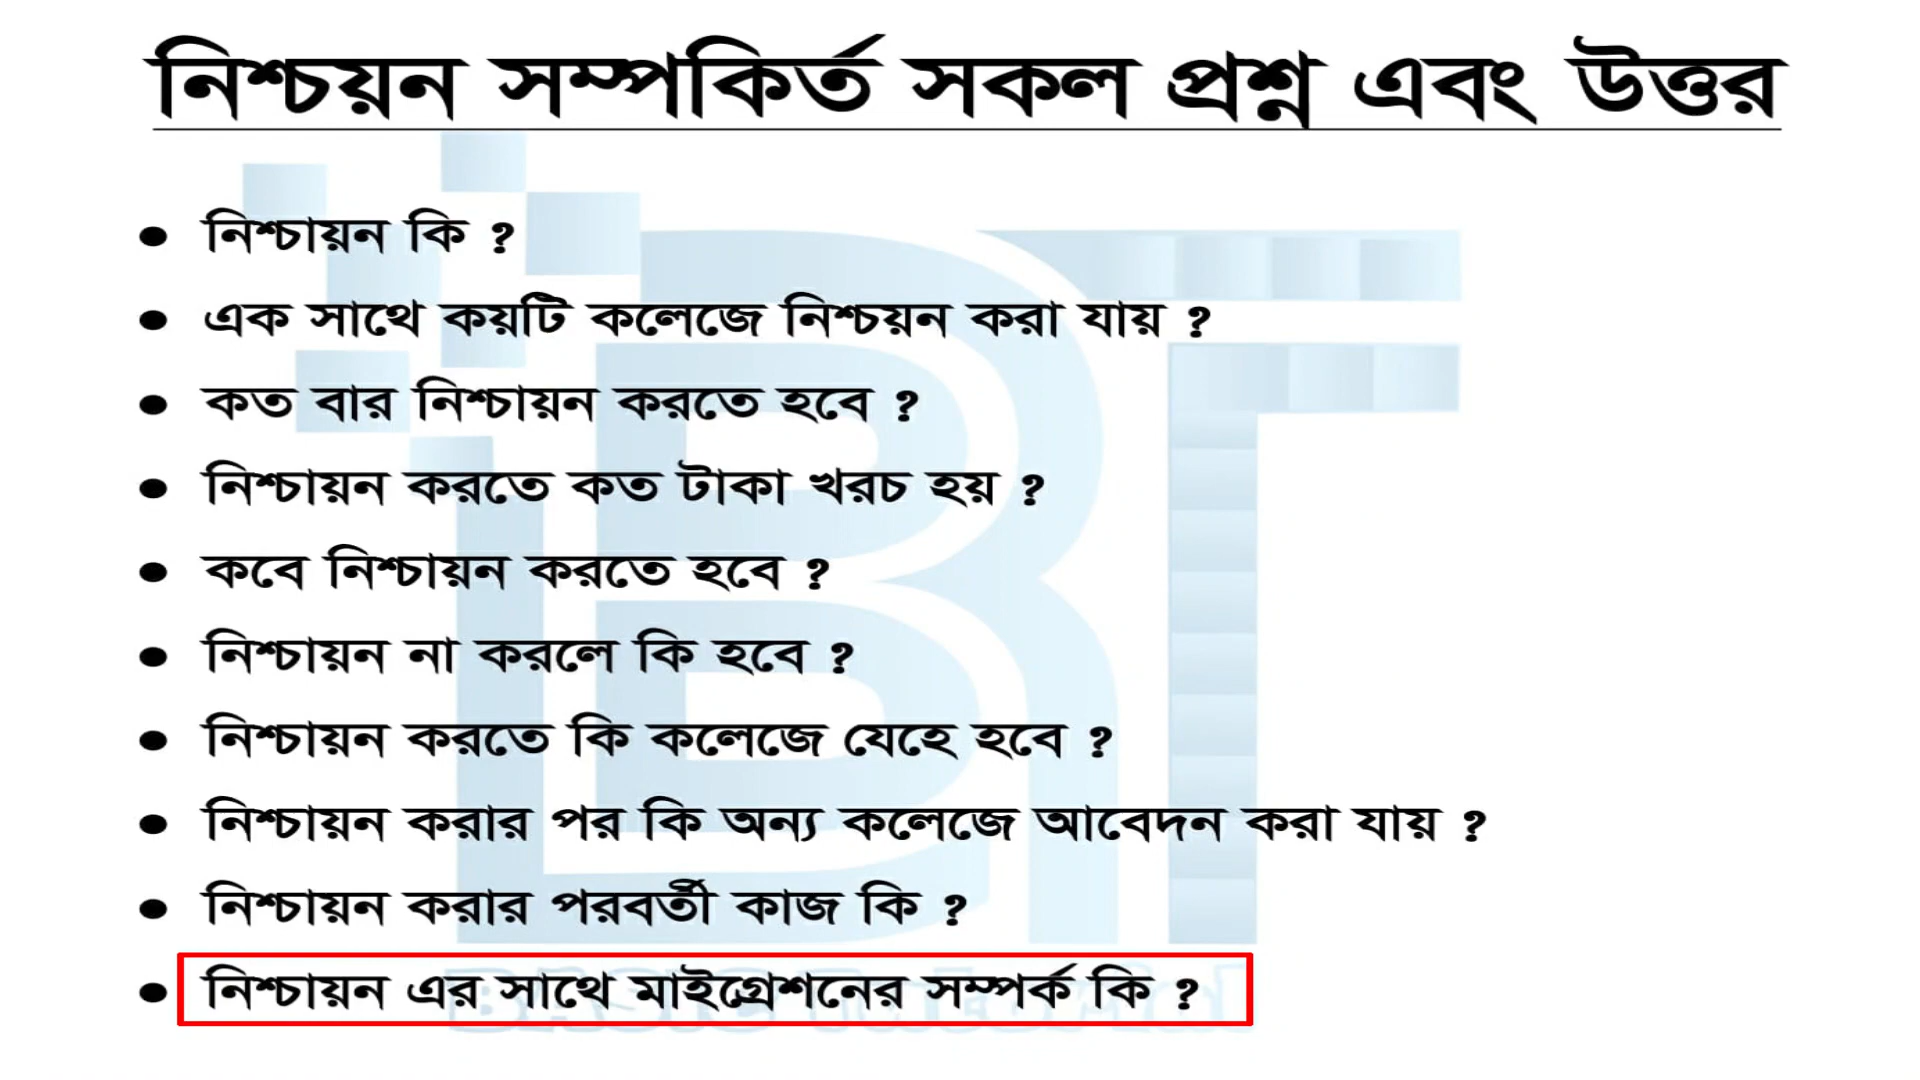 নিশ্চয়ন সম্পকির্ত সকল প্রশ্ন এবং উত্তর
• নিশ্চায়ন কি ?
• এক সাথে কয়টি কলেজে নিশ্চয়ন করা যায় ?
• কত বার নিশ্চায়ন করতে হবে ?
• নিশ্চায়ন করতে কত টাকা খরচ হয় ?
• কবে নিশ্চায়ন করতে হবে ?
• নিশ্চায়ন না করলে কি হবে ?
• নিশ্চায়ন করতে কি কলেজে যেহে হবে ?
• নিশ্চায়ন করার পর কি অন্য কলেজে আবেদন করা যায় ?
• নিশ্চায়ন করার পরবর্তী কাজ কি ?
• নিশ্চায়ন এর সাথে মাইগ্রেশনের সম্পর্ক কি ?